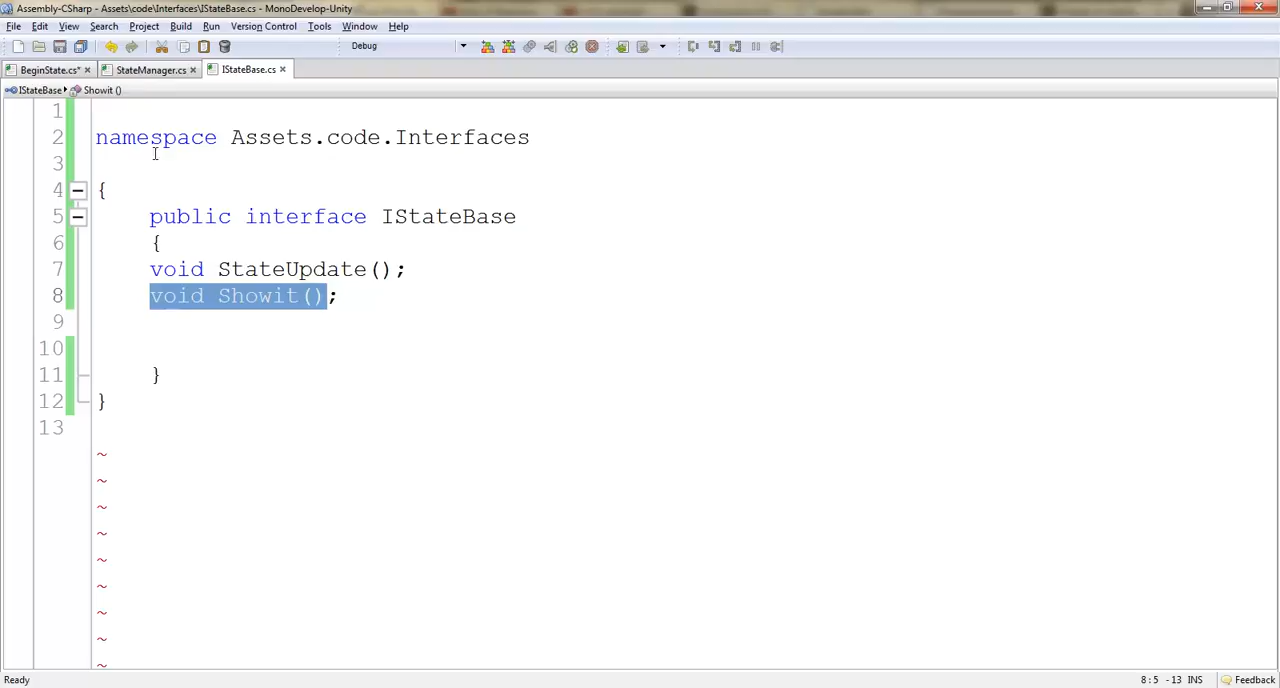 Assembly-CSharp - Assets\code\Interfaces\IStateBase.cs - MonoDevelop-Unity
File Edit View Search Project Build Run Version Control Tools Window Help
Debug
BeginState.cs* × StateManager.cs × IStateBase.cs ×
IStateBase Showit ()
1
2 namespace Assets.code.Interfaces
3
4 {
5 public interface IStateBase
6 {
7 void StateUpdate();
8 void Showit();
9
10
11 }
12 }
13
~
~
~
~
~
~
~
~
~
Ready 8 : 5 - 13 INS Feedback